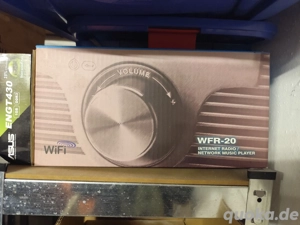 VOLUME
ASUS ENGT430
WiFi
WFR-20
INTERNET RADIO /
NETWORK MUSIC PLAYER
quoka.de